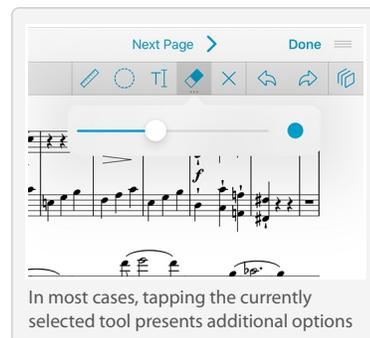 Next Page
Done
In most cases, tapping the currently
selected tool presents additional options